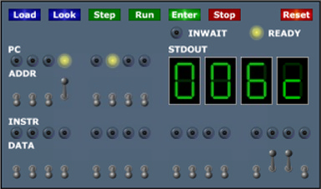 Load Look Step Run Enter Stop Reset
INWAIT READY
PC STDOUT
ADDR
006c
INSTR
DATA